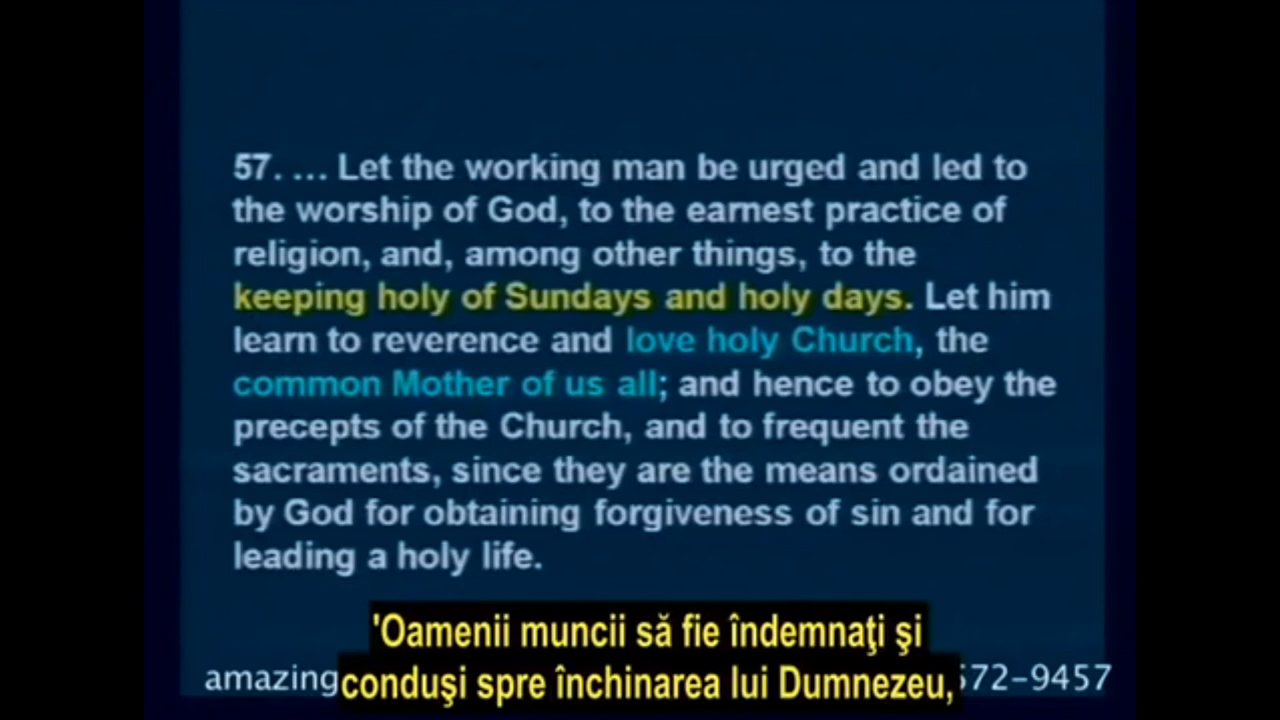 57. ... Let the working man be urged and led to
the worship of God, to the earnest practice of
religion, and, among other things, to the
keeping holy of Sundays and holy days. Let him
learn to reverence and love holy Church, the
common Mother of us all; and hence to obey the
precepts of the Church, and to frequent the
sacraments, since they are the means ordained
by God for obtaining forgiveness of sin and for
leading a holy life.
'Oamenii muncii să fie îndemnaţi şi
amazing
conduşi spre închinarea lui Dumnezeu,
572-9457